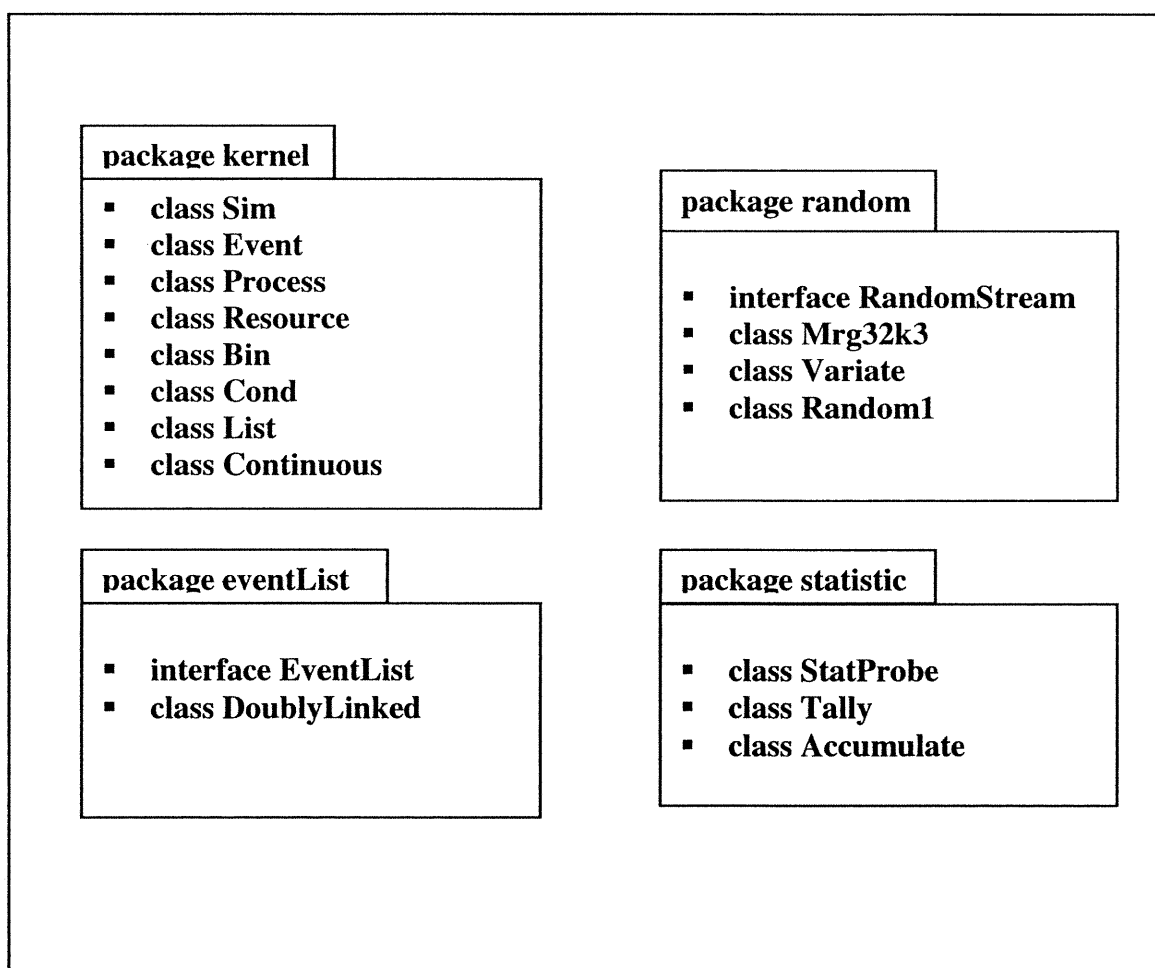 package kernel
▪ class Sim
▪ class Event
▪ class Process
▪ class Resource
▪ class Bin
▪ class Cond
▪ class List
▪ class Continuous
package random
▪ interface RandomStream
▪ class Mrg32k3
▪ class Variate
▪ class Random1
package eventList
▪ interface EventList
▪ class DoublyLinked
package statistic
▪ class StatProbe
▪ class Tally
▪ class Accumulate